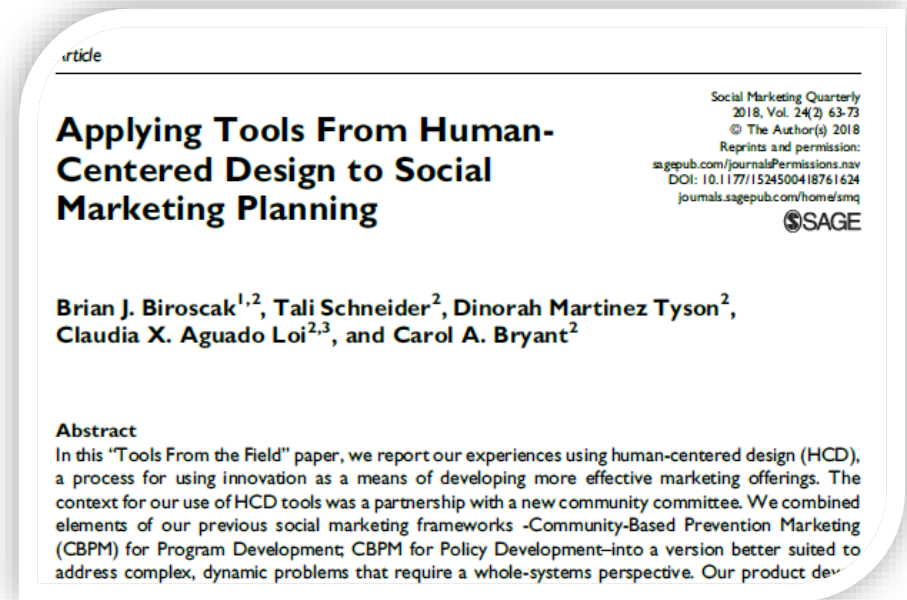 rticle
Social Marketing Quarterly
2018, Vol. 24(2) 63-73
© The Author(s) 2018
Reprints and permission:
sagepub.com/journalsPermissions.nav
DOI: 10.1177/1524500418761624
journals.sagepub.com/home/smq
SAGE
Applying Tools From Human-
Centered Design to Social
Marketing Planning
Brian J. Biroscak1,2, Tali Schneider2, Dinorah Martinez Tyson2,
Claudia X. Aguado Loi2,3, and Carol A. Bryant2
Abstract
In this “Tools From the Field” paper, we report our experiences using human-centered design (HCD),
a process for using innovation as a means of developing more effective marketing offerings. The
context for our use of HCD tools was a partnership with a new community committee. We combined
elements of our previous social marketing frameworks -Community-Based Prevention Marketing
(CBPM) for Program Development; CBPM for Policy Development–into a version better suited to
address complex, dynamic problems that require a whole-systems perspective. Our product dev